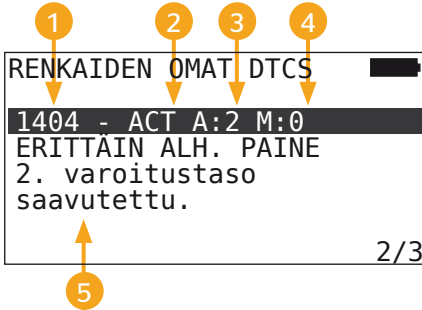 1 2 3 4
RENKAIDEN OMAT DTCS
1404 - ACT A:2 M:0
ERITTÄIN ALH. PAINE
2. varoitustaso
saavutettu.
2/3
5